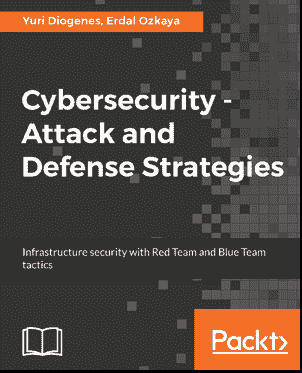 Yuri Diogenes, Erdal Ozkaya
Cybersecurity -
Attack and
Defense Strategies
Infrastructure security with Red Team and Blue Team
tactics
Packt>